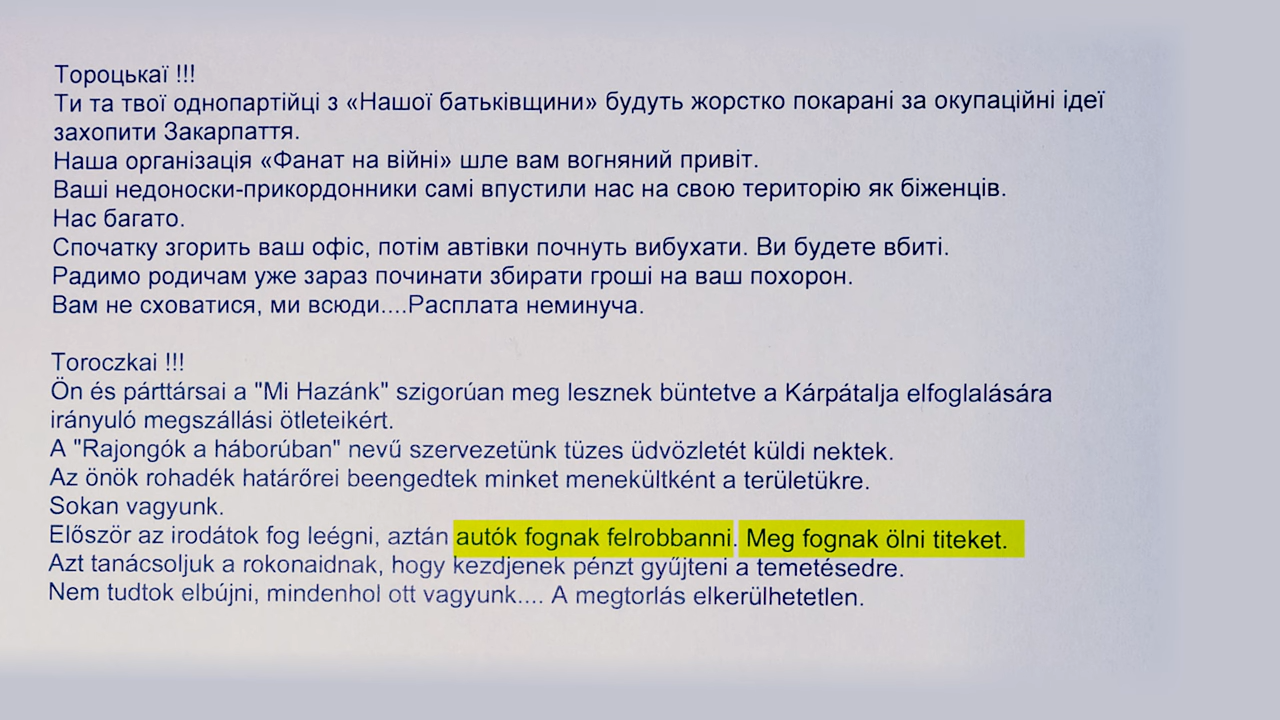 Тороцькаї !!!
Ти та твої однопартійці з «Нашої батьківщини» будуть жорстко покарані за окупаційні ідеї
захопити Закарпаття.
Наша організація «Фанат на війні» шле вам вогняний привіт.
Ваші недоноски-прикордонники самі впустили нас на свою територію як біженців.
Нас багато.
Спочатку згорить ваш офіс, потім автівки почнуть вибухати. Ви будете вбиті.
Радимо родичам уже зараз починати збирати гроші на ваш похорон.
Вам не сховатися, ми всюди....Расплата неминуча.
Toroczkai !!!
Ön és párttársai a "Mi Hazánk" szigorúan meg lesznek büntetve a Kárpátalja elfoglalására
irányuló megszállási ötleteikért.
A "Rajongók a háborúban" nevű szervezetünk tüzes üdvözletét küldi nektek.
Az önök rohadék határőrei beengedtek minket menekültként a területükre.
Sokan vagyunk.
Először az irodátok fog leégni, aztán autók fognak felrobbanni. Meg fognak ölni titeket.
Azt tanácsoljuk a rokonaidnak, hogy kezdjenek pénzt gyűjteni a temetésedre.
Nem tudtok elbújni, mindenhol ott vagyunk.... A megtorlás elkerülhetetlen.